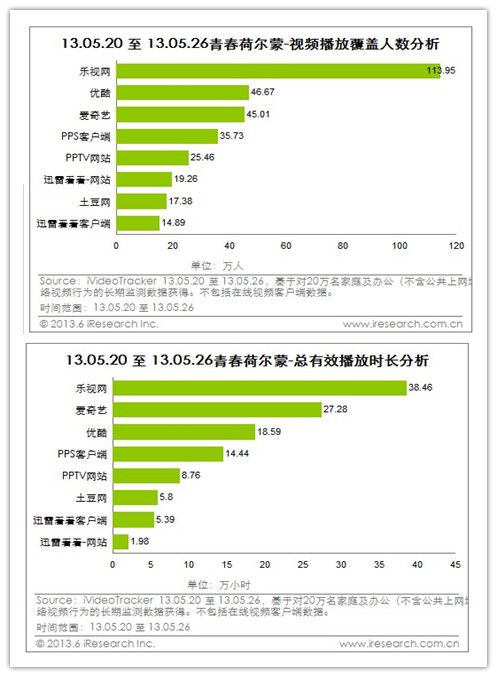 13.05.20 至 13.05.26青春荷尔蒙-视频播放覆盖人数分析
乐视网 113.95
优酷 46.67
爱奇艺 45.01
PPS客户端 35.73
PPTV网站 25.46
迅雷看看-网站 19.26
土豆网 17.38
迅雷看看客户端 14.89
0 20 40 60 80 100 120
单位：万人
Source：iVideoTracker 13.05.20 至 13.05.26，基于对20万名家庭及办公（不含公共上网
络视频行为的长期监测数据获得。不包括在线视频客户端数据。
时间范围：13.05.20 至 13.05.26
© 2013.6 iResearch Inc. www.iresearch.com.cn
13.05.20 至 13.05.26青春荷尔蒙-总有效播放时长分析
乐视网 38.46
爱奇艺 27.28
优酷 18.59
PPS客户端 14.44
PPTV网站 8.76
土豆网 5.8
迅雷看看客户端 5.39
迅雷看看-网站 1.98
0 5 10 15 20 25 30 35 40 45
单位：万小时
Source：iVideoTracker 13.05.20 至 13.05.26，基于对20万名家庭及办公（不含公共上网
络视频行为的长期监测数据获得。不包括在线视频客户端数据。
时间范围：13.05.20 至 13.05.26
© 2013.6 iResearch Inc. www.iresearch.com.cn